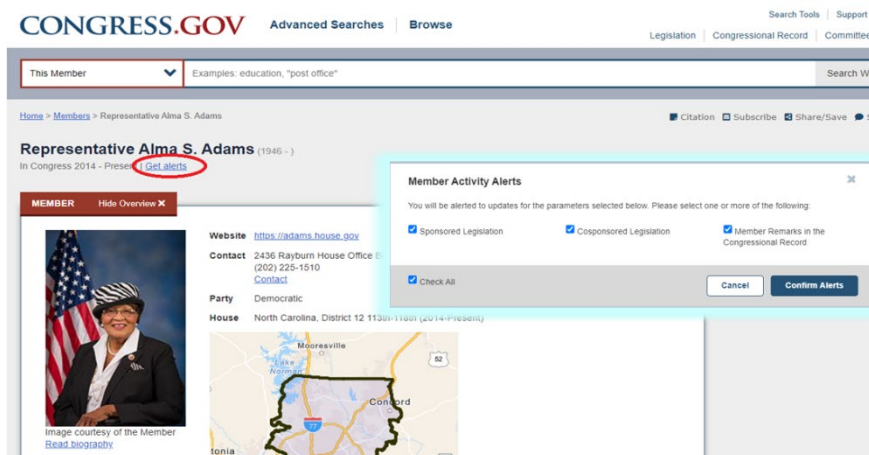 CONGRESS.GOV
Advanced Searches
Browse
Search Tools
Support
Legislation
Congressional Record
Committee
This Member
Examples: education, "post office"
Search W
Home > Members > Representative Alma S. Adams
Citation
Subscribe
Share/Save
Representative Alma S. Adams (1946 - )
In Congress 2014 - Present | Get alerts
Member Activity Alerts
You will be alerted to updates for the parameters selected below. Please select one or more of the following:
Sponsored Legislation
Cosponsored Legislation
Member Remarks in the
Congressional Record
Check All
Cancel
Confirm Alerts
MEMBER
Hide Overview X
Website https://adams.house.gov
Contact 2436 Rayburn House Office B
(202) 225-1510
Contact
Party Democratic
House North Carolina, District 12 113th-118th (2014-Present)
Mooresville
Lake
Norman
52
Concord
77
tonia
Image courtesy of the Member
Read biography